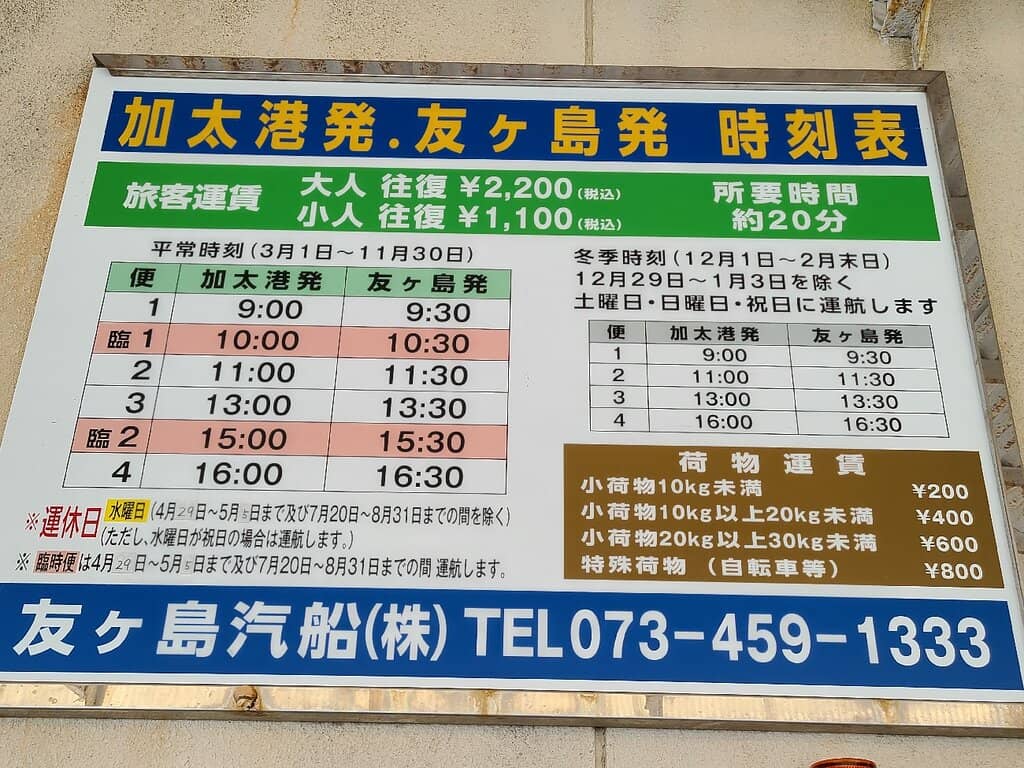 加太港発.友ヶ島発 時刻表
旅客運賃 大人 往復 ¥2,200(税込)
小人 往復 ¥1,100(税込)
所要時間
約20分
平常時刻(3月1日～11月30日)
便 加太港発 友ヶ島発
1 9:00 9:30
臨1 10:00 10:30
2 11:00 11:30
3 13:00 13:30
臨2 15:00 15:30
4 16:00 16:30
※運休日 水曜日(4月29日～5月5日まで及び7月20日～8月31日までの間を除く)
(ただし、水曜日が祝日の場合は運航します。)
※ 臨時便は4月29日～5月5日まで及び7月20日～8月31日までの間 運航します。
冬季時刻(12月1日～2月末日)
12月29日～1月3日を除く
土曜日・日曜日・祝日に運航します
便 加太港発 友ヶ島発
1 9:00 9:30
2 11:00 11:30
3 13:00 13:30
4 16:00 16:30
荷物運賃
小荷物10kg未満 ¥200
小荷物10kg以上20kg未満 ¥400
小荷物20kg以上30kg未満 ¥600
特殊荷物 (自転車等) ¥800
友ヶ島汽船(株) TEL073-459-1333